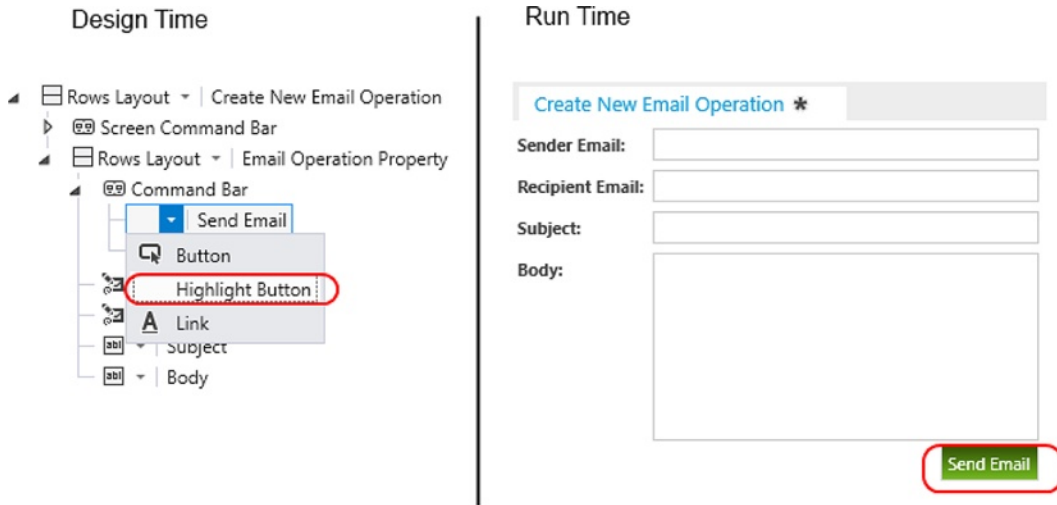 Design Time
Rows Layout | Create New Email Operation
Screen Command Bar
Rows Layout | Email Operation Property
Command Bar
Send Email
Button
Highlight Button
A Link
abl | Subject
abl | Body
Run Time
Create New Email Operation *
Sender Email:
Recipient Email:
Subject:
Body:
Send Email